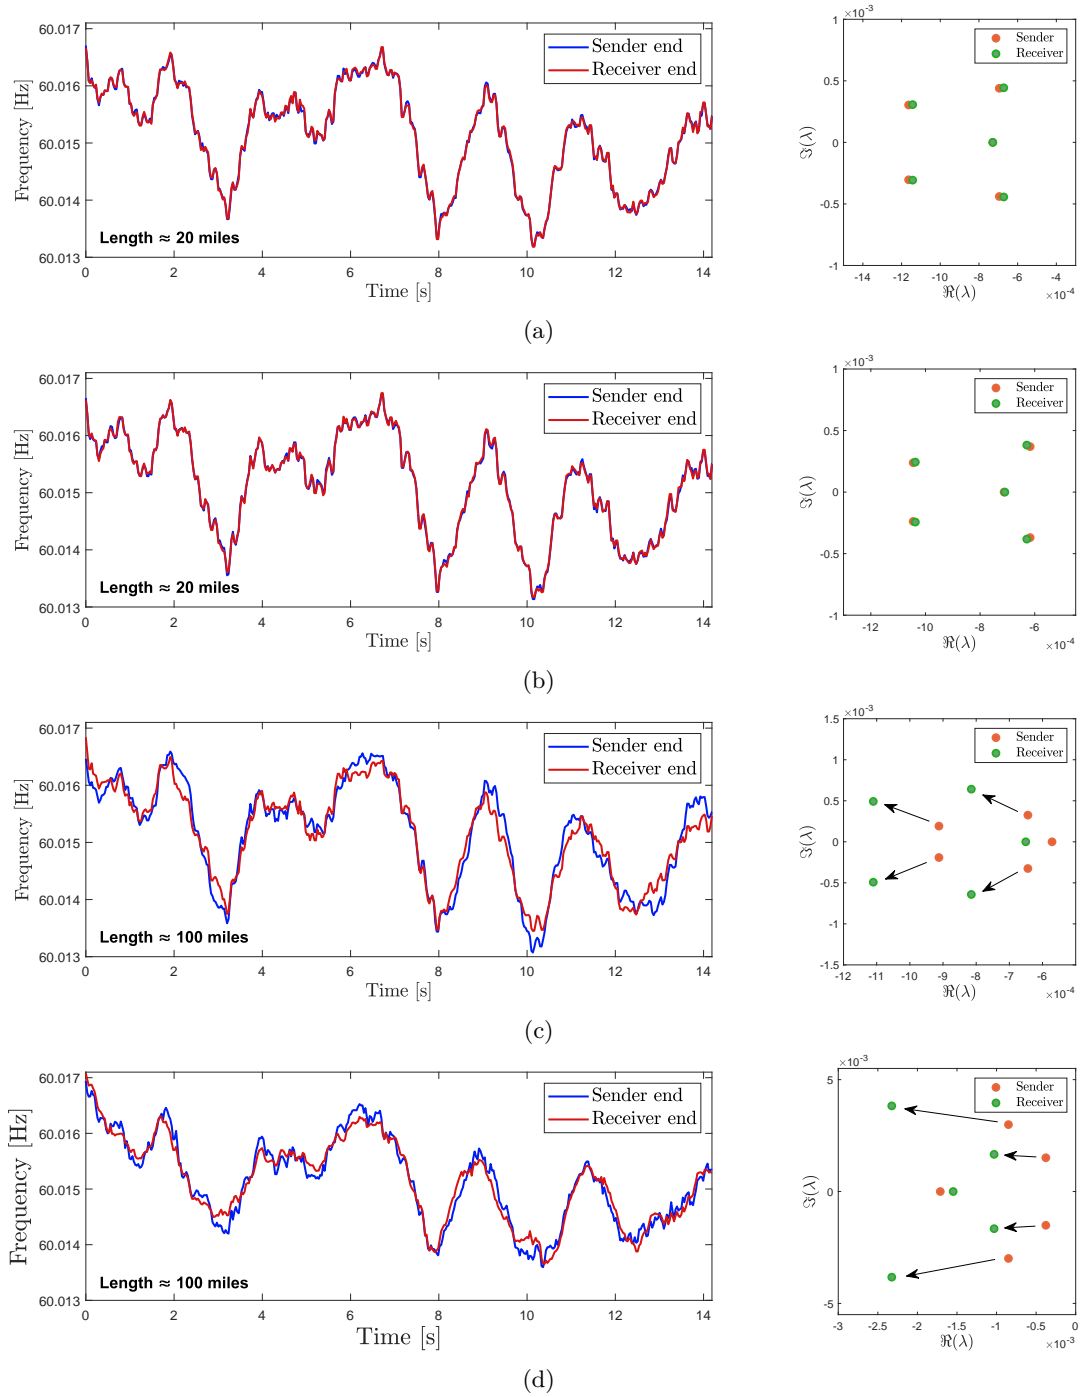 60.017
60.016
60.015
60.014
60.013
Frequency [Hz]
Sender end
Receiver end
Length ≈ 20 miles
0 2 4 6 8 10 12 14
Time [s]
×10⁻³
1
0.5
0
-0.5
-1
ℑ(λ)
Sender
Receiver
-14 -12 -10 -8 -6 -4
ℜ(λ)
×10⁻⁴
(a)
60.017
60.016
60.015
60.014
60.013
Frequency [Hz]
Sender end
Receiver end
Length ≈ 20 miles
0 2 4 6 8 10 12 14
Time [s]
×10⁻³
1
0.5
0
-0.5
-1
ℑ(λ)
Sender
Receiver
-12 -10 -8 -6
ℜ(λ)
×10⁻⁴
(b)
60.017
60.016
60.015
60.014
60.013
Frequency [Hz]
Sender end
Receiver end
Length ≈ 100 miles
0 2 4 6 8 10 12 14
Time [s]
×10⁻³
1.5
1
0.5
0
-0.5
-1
-1.5
ℑ(λ)
Sender
Receiver
-12 -11 -10 -9 -8 -7 -6
ℜ(λ)
×10⁻⁴
(c)
60.017
60.016
60.015
60.014
60.013
Frequency [Hz]
Sender end
Receiver end
Length ≈ 100 miles
0 2 4 6 8 10 12 14
Time [s]
×10⁻³
5
0
-5
ℑ(λ)
Sender
Receiver
-3 -2.5 -2 -1.5 -1 -0.5 0
ℜ(λ)
×10⁻³
(d)